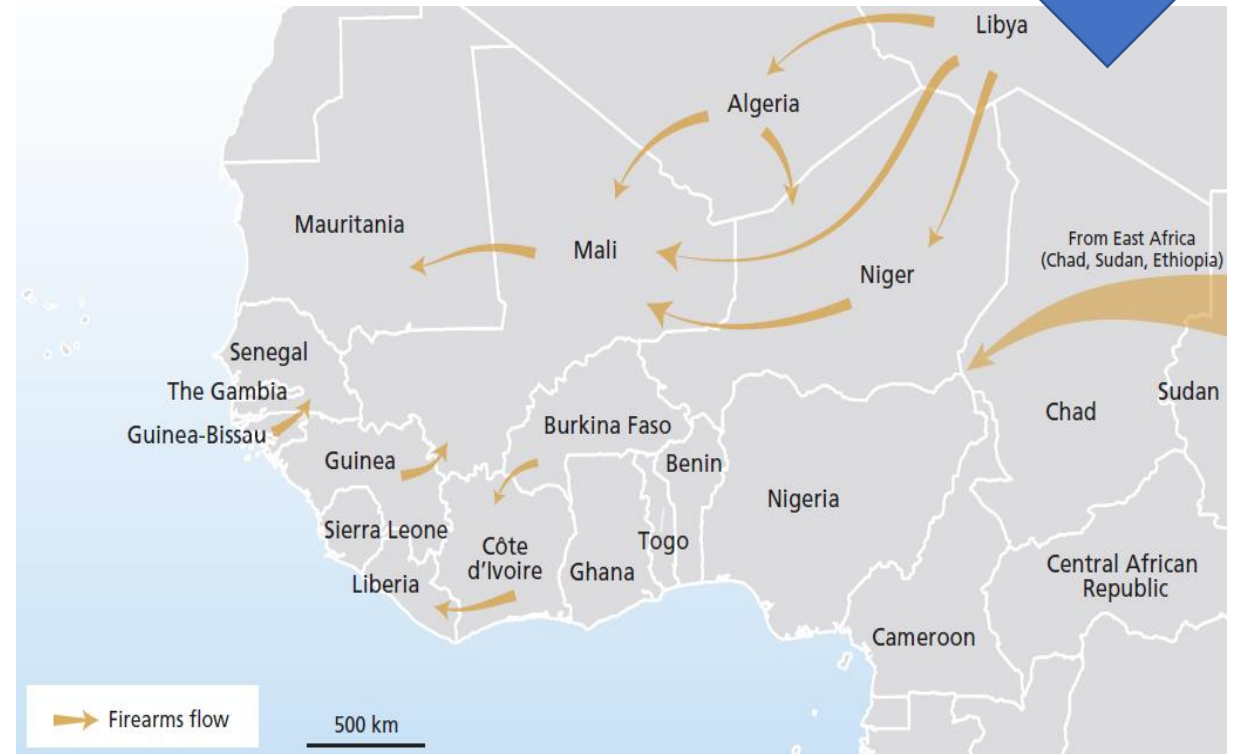 Libya
Algeria
Mauritania
Mali
From East Africa
(Chad, Sudan, Ethiopia)
Niger
Senegal
The Gambia
Guinea-Bissau
Guinea
Burkina Faso
Benin
Chad
Sudan
Nigeria
Sierra Leone
Côte
d'Ivoire
Ghana
Togo
Liberia
Central African
Republic
Cameroon
Firearms flow
500 km